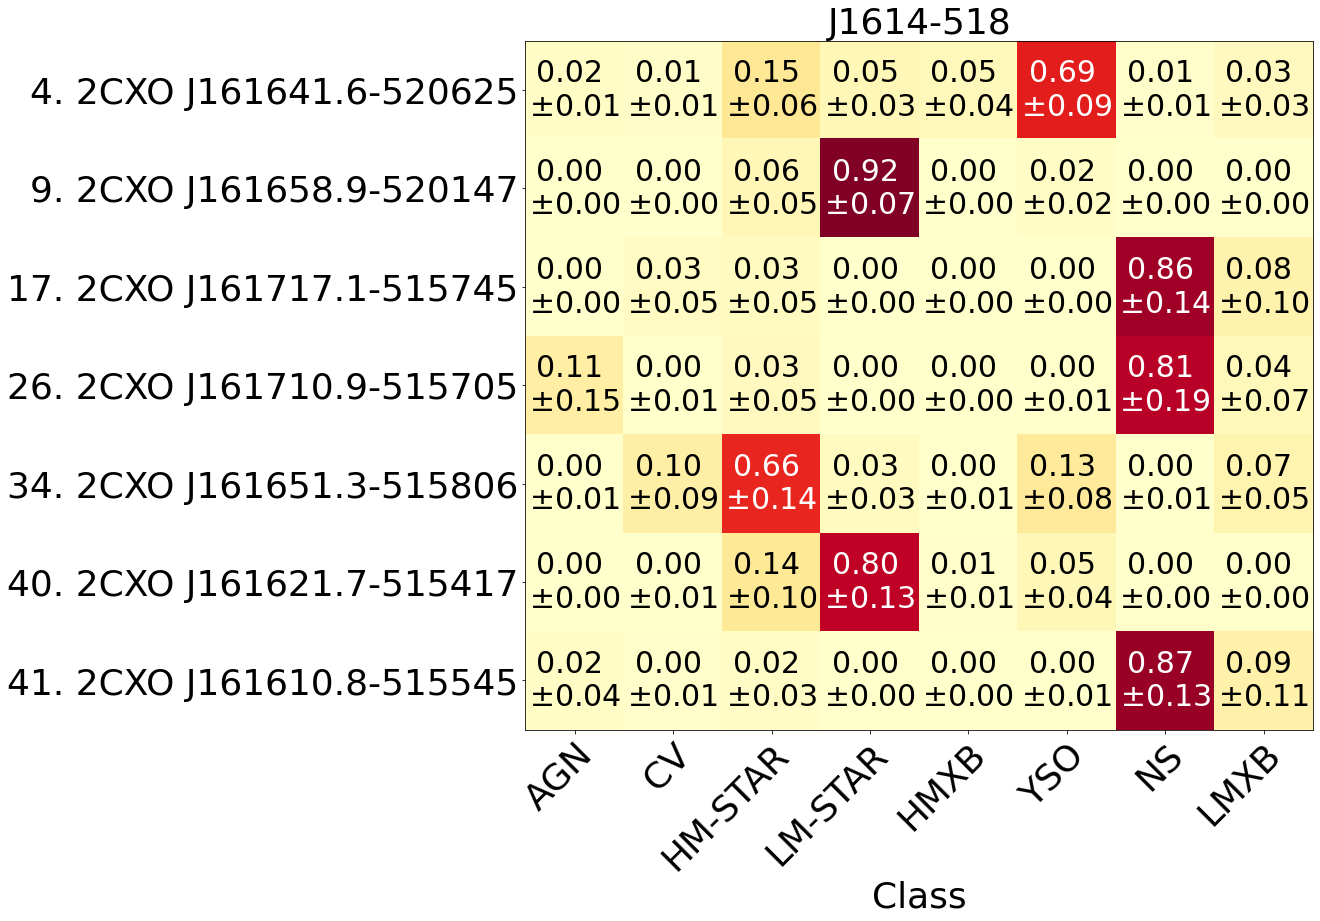 J1614-518
4. 2CXO J161641.6-520625
0.02 0.01 0.15 0.05 0.05 0.69 0.01 0.03
±0.01 ±0.01 ±0.06 ±0.03 ±0.04 ±0.09 ±0.01 ±0.03
9. 2CXO J161658.9-520147
0.00 0.00 0.06 0.92 0.00 0.02 0.00 0.00
±0.00 ±0.00 ±0.05 ±0.07 ±0.00 ±0.02 ±0.00 ±0.00
17. 2CXO J161717.1-515745
0.00 0.03 0.03 0.00 0.00 0.00 0.86 0.08
±0.00 ±0.05 ±0.05 ±0.00 ±0.00 ±0.00 ±0.14 ±0.10
26. 2CXO J161710.9-515705
0.11 0.00 0.03 0.00 0.00 0.00 0.81 0.04
±0.15 ±0.01 ±0.05 ±0.00 ±0.00 ±0.01 ±0.19 ±0.07
34. 2CXO J161651.3-515806
0.00 0.10 0.66 0.03 0.00 0.13 0.00 0.07
±0.01 ±0.09 ±0.14 ±0.03 ±0.01 ±0.08 ±0.01 ±0.05
40. 2CXO J161621.7-515417
0.00 0.00 0.14 0.80 0.01 0.05 0.00 0.00
±0.00 ±0.01 ±0.10 ±0.13 ±0.01 ±0.04 ±0.00 ±0.00
41. 2CXO J161610.8-515545
0.02 0.00 0.02 0.00 0.00 0.00 0.87 0.09
±0.04 ±0.01 ±0.03 ±0.00 ±0.00 ±0.01 ±0.13 ±0.11
AGN CV HM-STAR LM-STAR HMXB YSO NS LMXB
Class